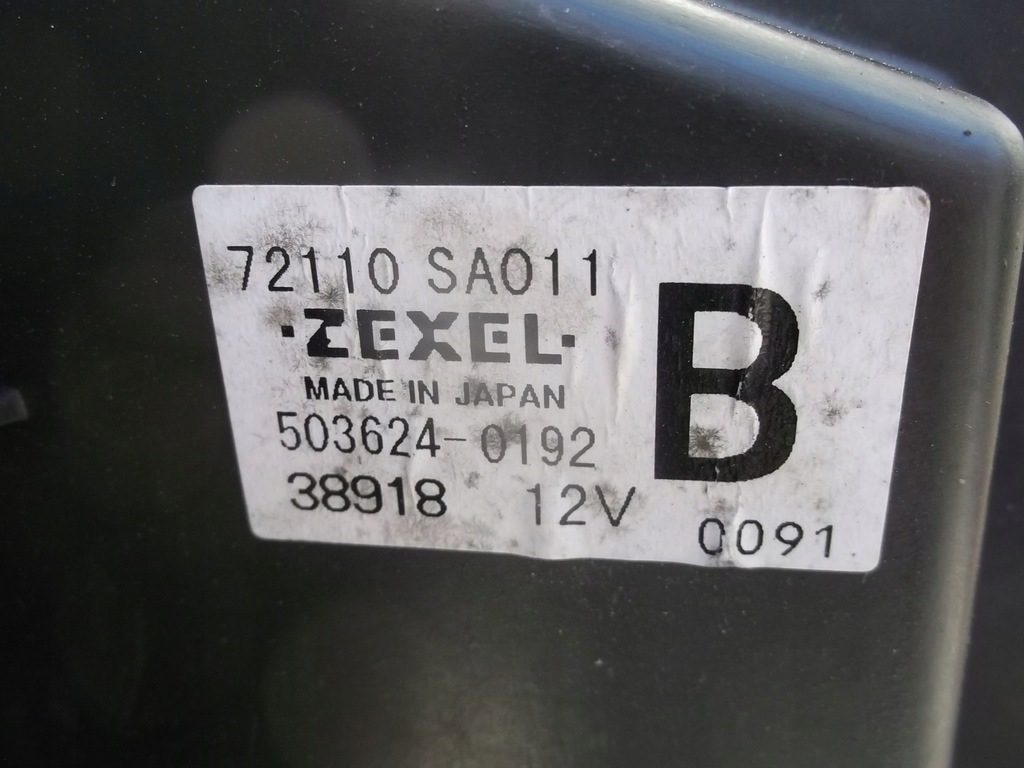 72110 SA011
·ZEXEL·
MADE IN JAPAN
503624-0192
38918 12V
B
0091